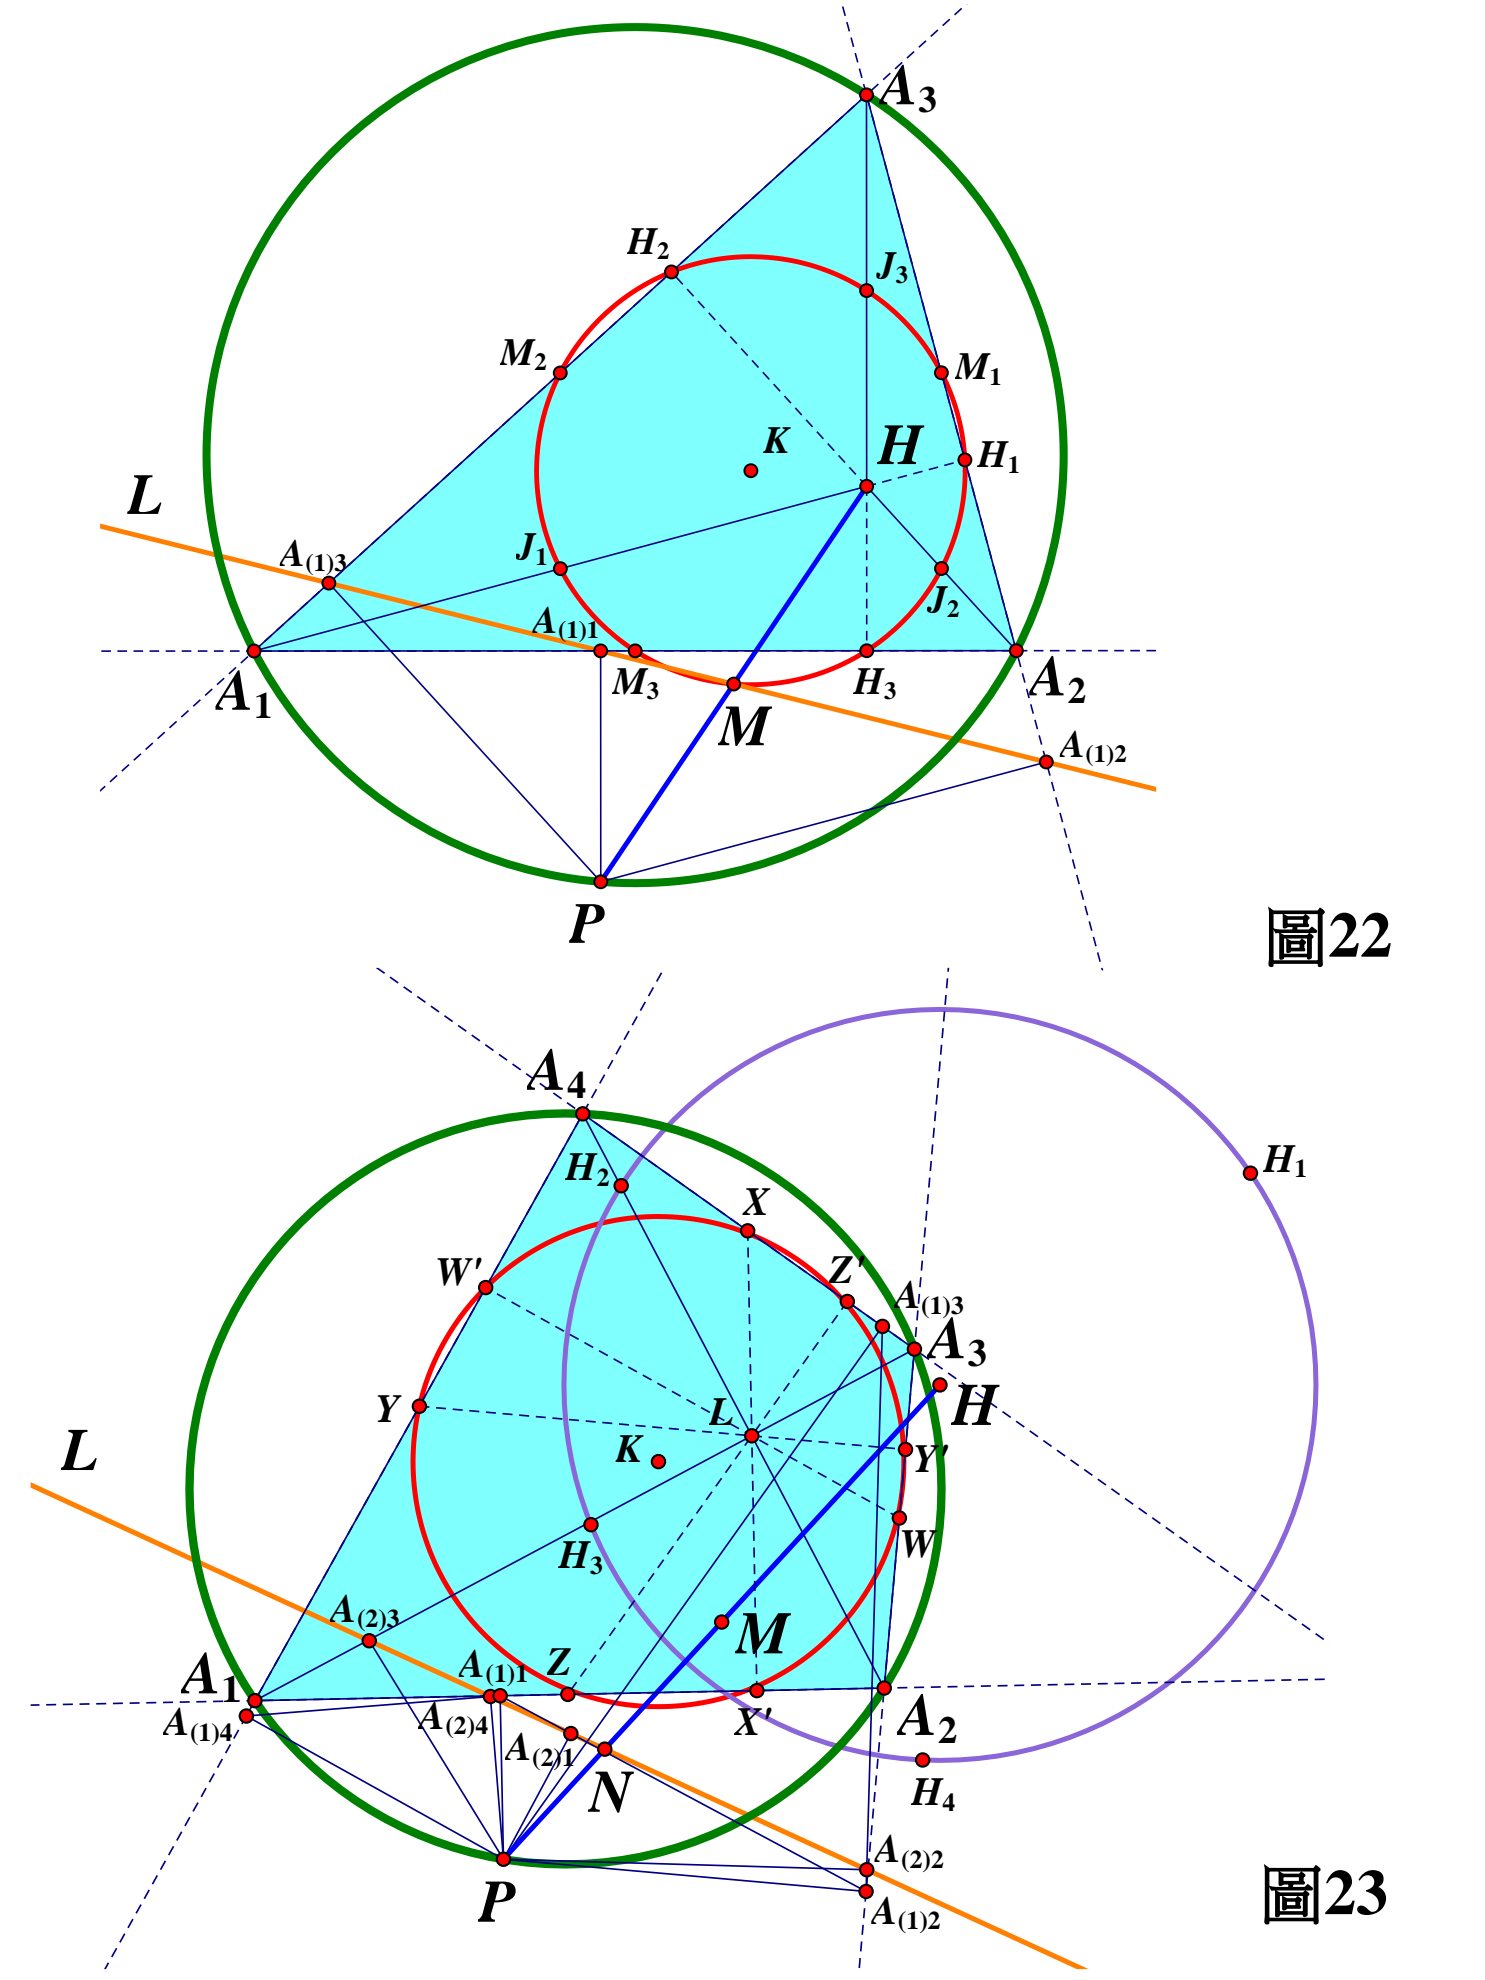 A3
H2
J3
M2
M1
K
H
H1
L
A(1)3
J1
A(1)1
J2
A1
M3
H3
A2
M
A(1)2
P
圖22
A4
H2
H1
X
W'
Z'
A(1)3
A3
Y
L
H
K
L
Y'
W
H3
A(2)3
M
A1
A(1)1
Z
A(1)4
A(2)4
X'
A2
A(2)1
N
H4
A(2)2
P
A(1)2
圖23